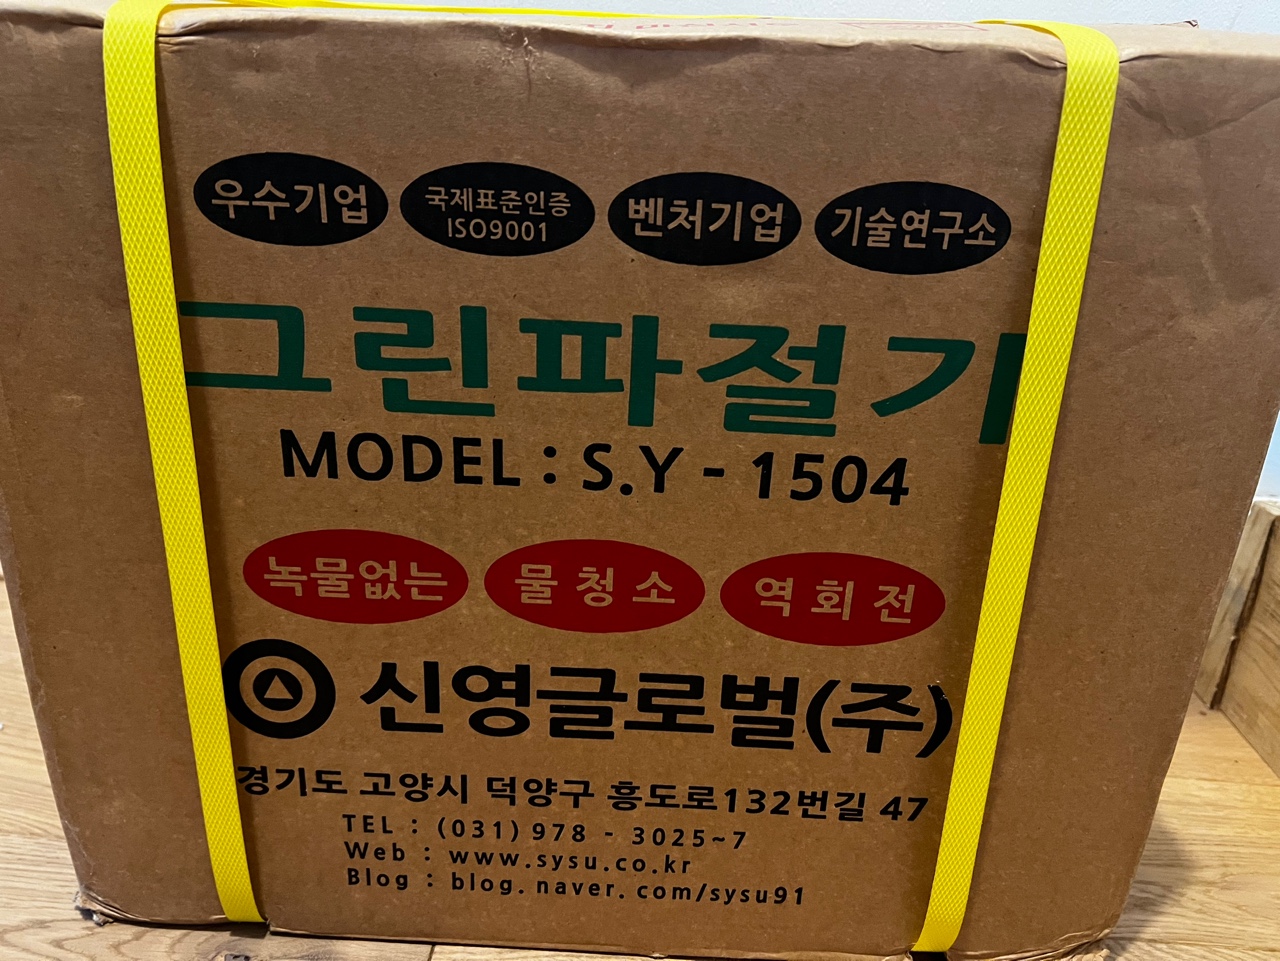 우수기업 국제표준인증 ISO9001 벤처기업 기술연구소
그린파절기
MODEL : S.Y - 1504
녹물없는 물청소 역회전
신영글로벌(주)
경기도 고양시 덕양구 흥도로132번길 47
TEL : (031) 978 - 3025~7
Web : www.sysu.co.kr
Blog : blog.naver.com/sysu91